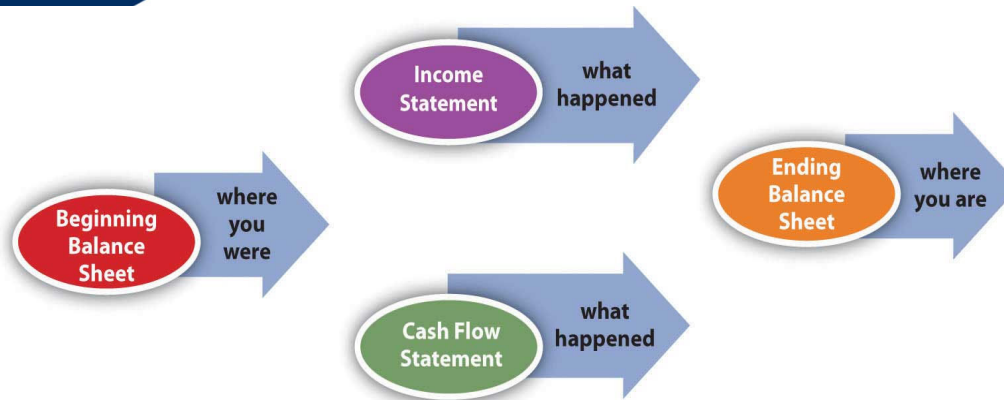 Beginning
Balance
Sheet
where
you
were
Income
Statement
what
happened
Cash Flow
Statement
what
happened
Ending
Balance
Sheet
where
you are